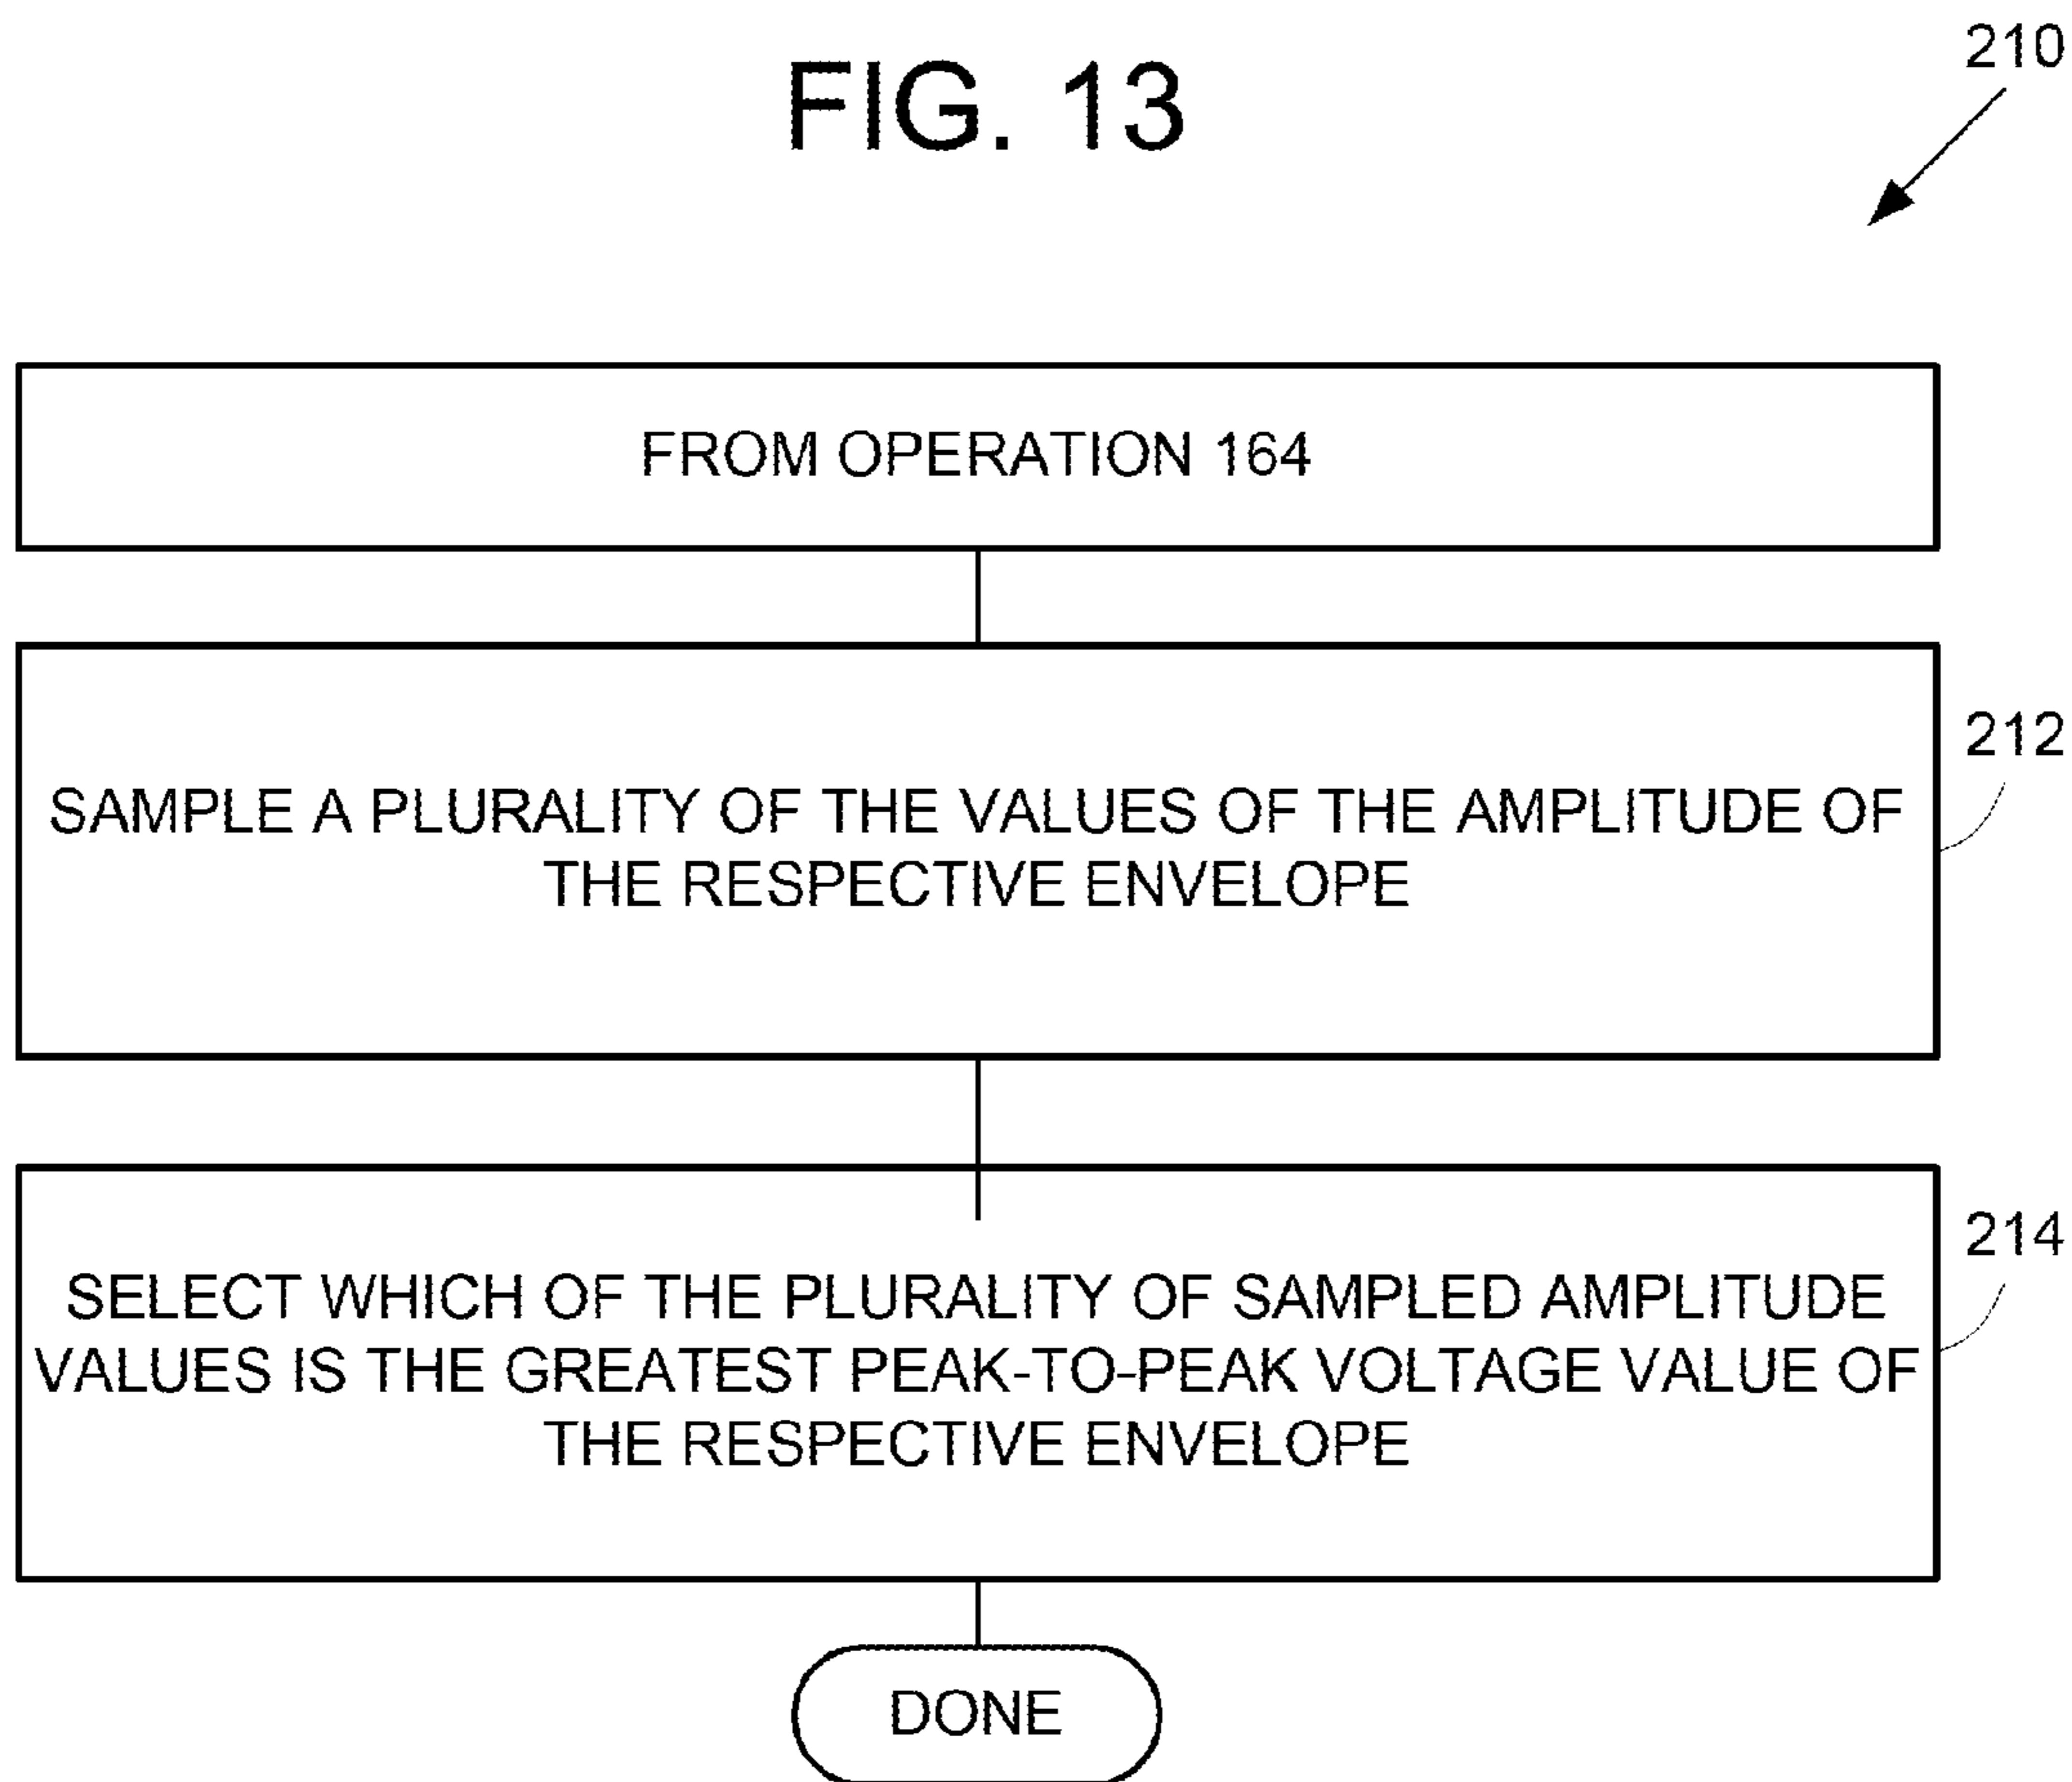 FIG. 13
210
FROM OPERATION 164
212
SAMPLE A PLURALITY OF THE VALUES OF THE AMPLITUDE OF
THE RESPECTIVE ENVELOPE
214
SELECT WHICH OF THE PLURALITY OF SAMPLED AMPLITUDE
VALUES IS THE GREATEST PEAK-TO-PEAK VOLTAGE VALUE OF
THE RESPECTIVE ENVELOPE
DONE